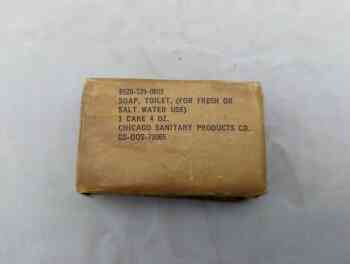 SOAP, TOILET, (FOR FRESH OR
SALT WATER USE)
1 CAKE 4 OZ.
CHICAGO SANITARY PRODUCTS CO.